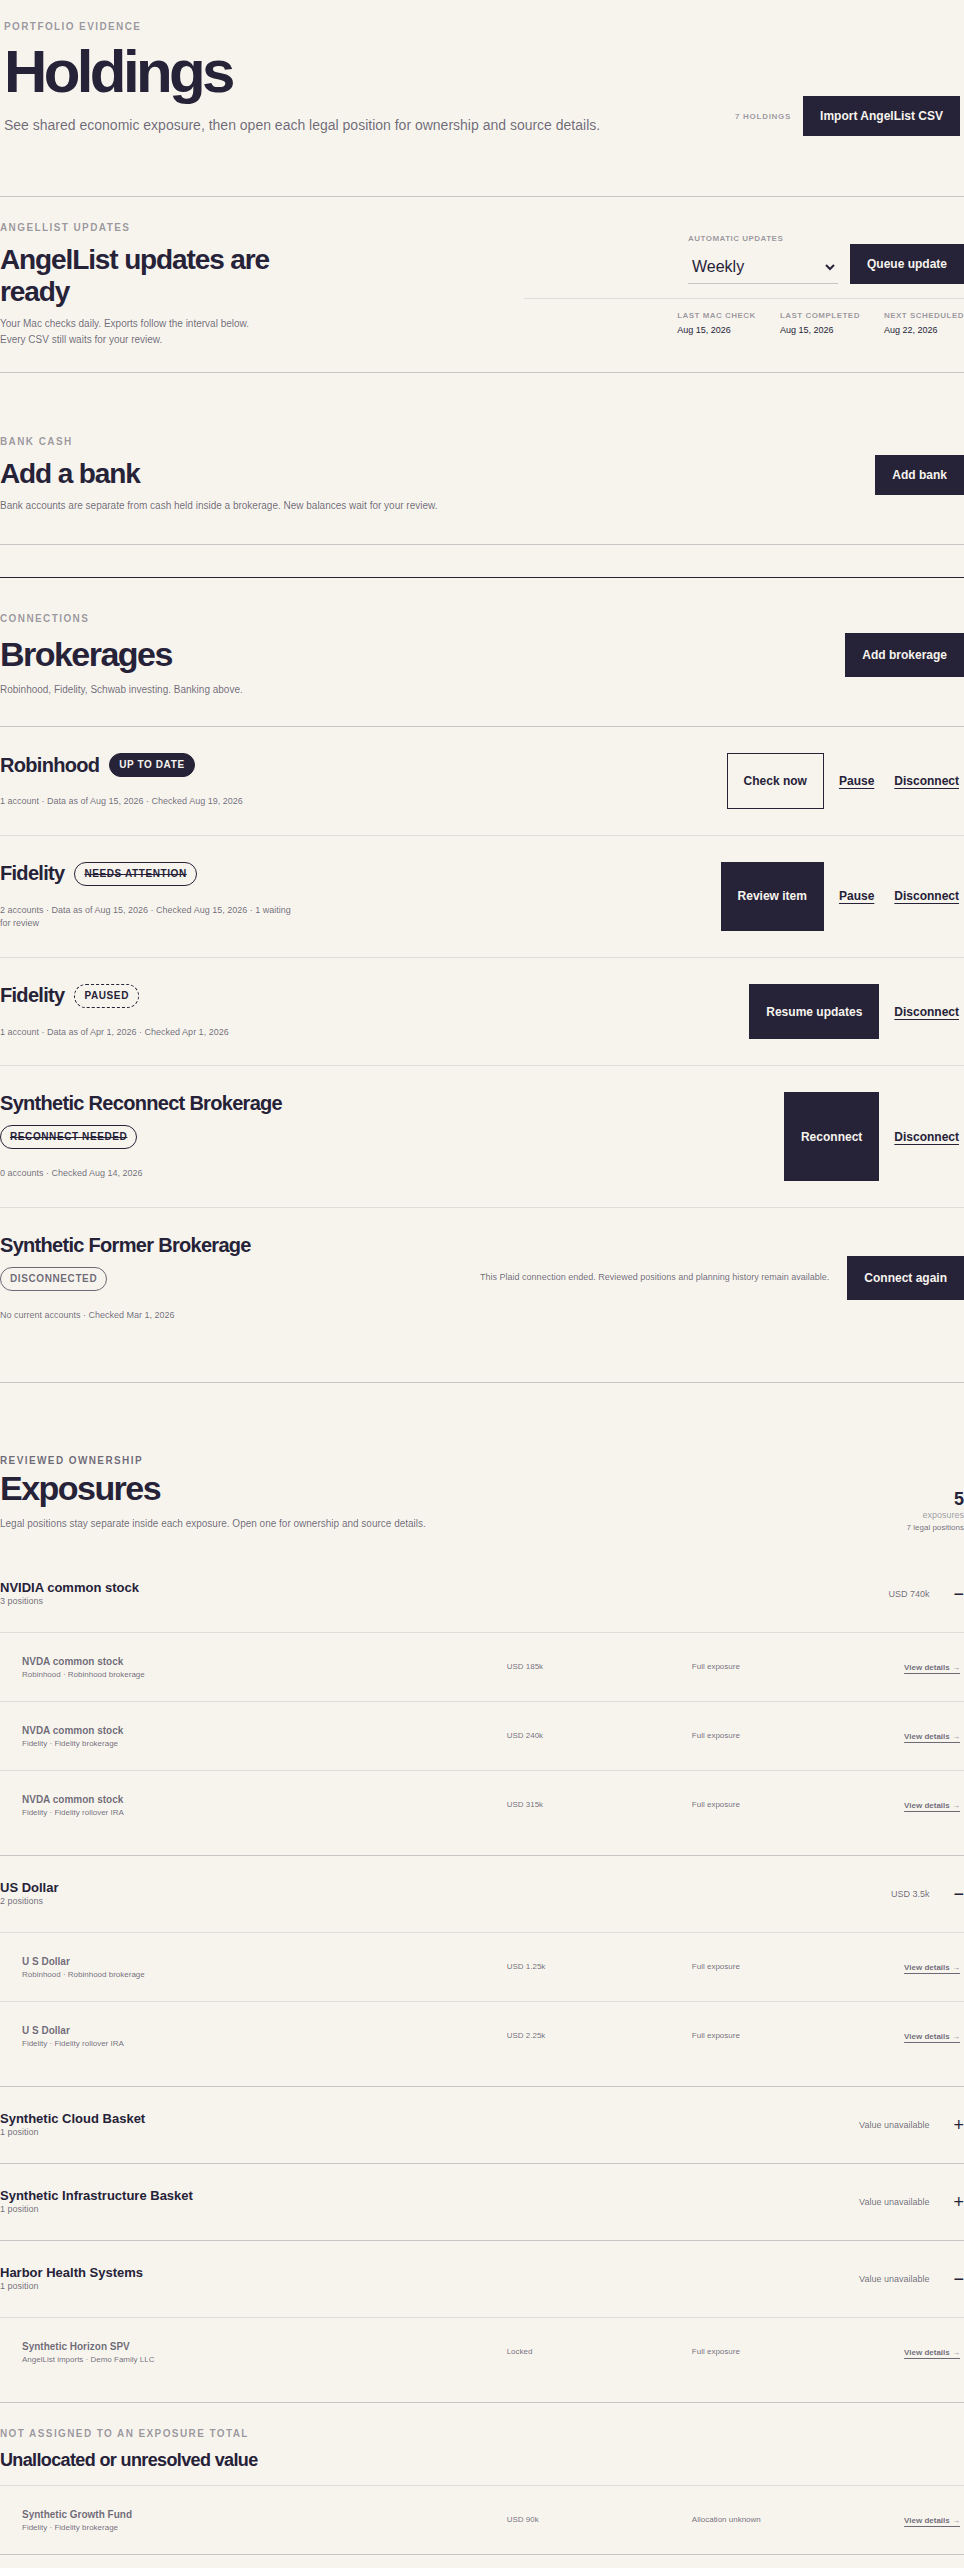 PORTFOLIO EVIDENCE
Holdings
See shared economic exposure, then open each legal position for ownership and source details.
7 HOLDINGS
Import AngelList CSV
ANGELLIST UPDATES
AngelList updates are
ready
Your Mac checks daily. Exports follow the interval below.
Every CSV still waits for your review.
AUTOMATIC UPDATES
Weekly
Queue update
LAST MAC CHECK
Aug 15, 2026
LAST COMPLETED
Aug 15, 2026
NEXT SCHEDULED
Aug 22, 2026
BANK CASH
Add a bank
Bank accounts are separate from cash held inside a brokerage. New balances wait for your review.
Add bank
CONNECTIONS
Brokerages
Robinhood, Fidelity, Schwab investing. Banking above.
Add brokerage
Robinhood UP TO DATE
1 account · Data as of Aug 15, 2026 · Checked Aug 19, 2026
Check now Pause Disconnect
Fidelity NEEDS ATTENTION
2 accounts · Data as of Aug 15, 2026 · Checked Aug 15, 2026 · 1 waiting
for review
Review item Pause Disconnect
Fidelity PAUSED
1 account · Data as of Apr 1, 2026 · Checked Apr 1, 2026
Resume updates Disconnect
Synthetic Reconnect Brokerage
RECONNECT NEEDED
0 accounts · Checked Aug 14, 2026
Reconnect Disconnect
Synthetic Former Brokerage
DISCONNECTED
No current accounts · Checked Mar 1, 2026
This Plaid connection ended. Reviewed positions and planning history remain available.
Connect again
REVIEWED OWNERSHIP
Exposures
Legal positions stay separate inside each exposure. Open one for ownership and source details.
5
exposures
7 legal positions
NVIDIA common stock
3 positions
USD 740k −
NVDA common stock
Robinhood · Robinhood brokerage
USD 185k Full exposure View details →
NVDA common stock
Fidelity · Fidelity brokerage
USD 240k Full exposure View details →
NVDA common stock
Fidelity · Fidelity rollover IRA
USD 315k Full exposure View details →
US Dollar
2 positions
USD 3.5k −
U S Dollar
Robinhood · Robinhood brokerage
USD 1.25k Full exposure View details →
U S Dollar
Fidelity · Fidelity rollover IRA
USD 2.25k Full exposure View details →
Synthetic Cloud Basket
1 position
Value unavailable +
Synthetic Infrastructure Basket
1 position
Value unavailable +
Harbor Health Systems
1 position
Value unavailable −
Synthetic Horizon SPV
AngelList imports · Demo Family LLC
Locked Full exposure View details →
NOT ASSIGNED TO AN EXPOSURE TOTAL
Unallocated or unresolved value
Synthetic Growth Fund
Fidelity · Fidelity brokerage
USD 90k Allocation unknown View details →